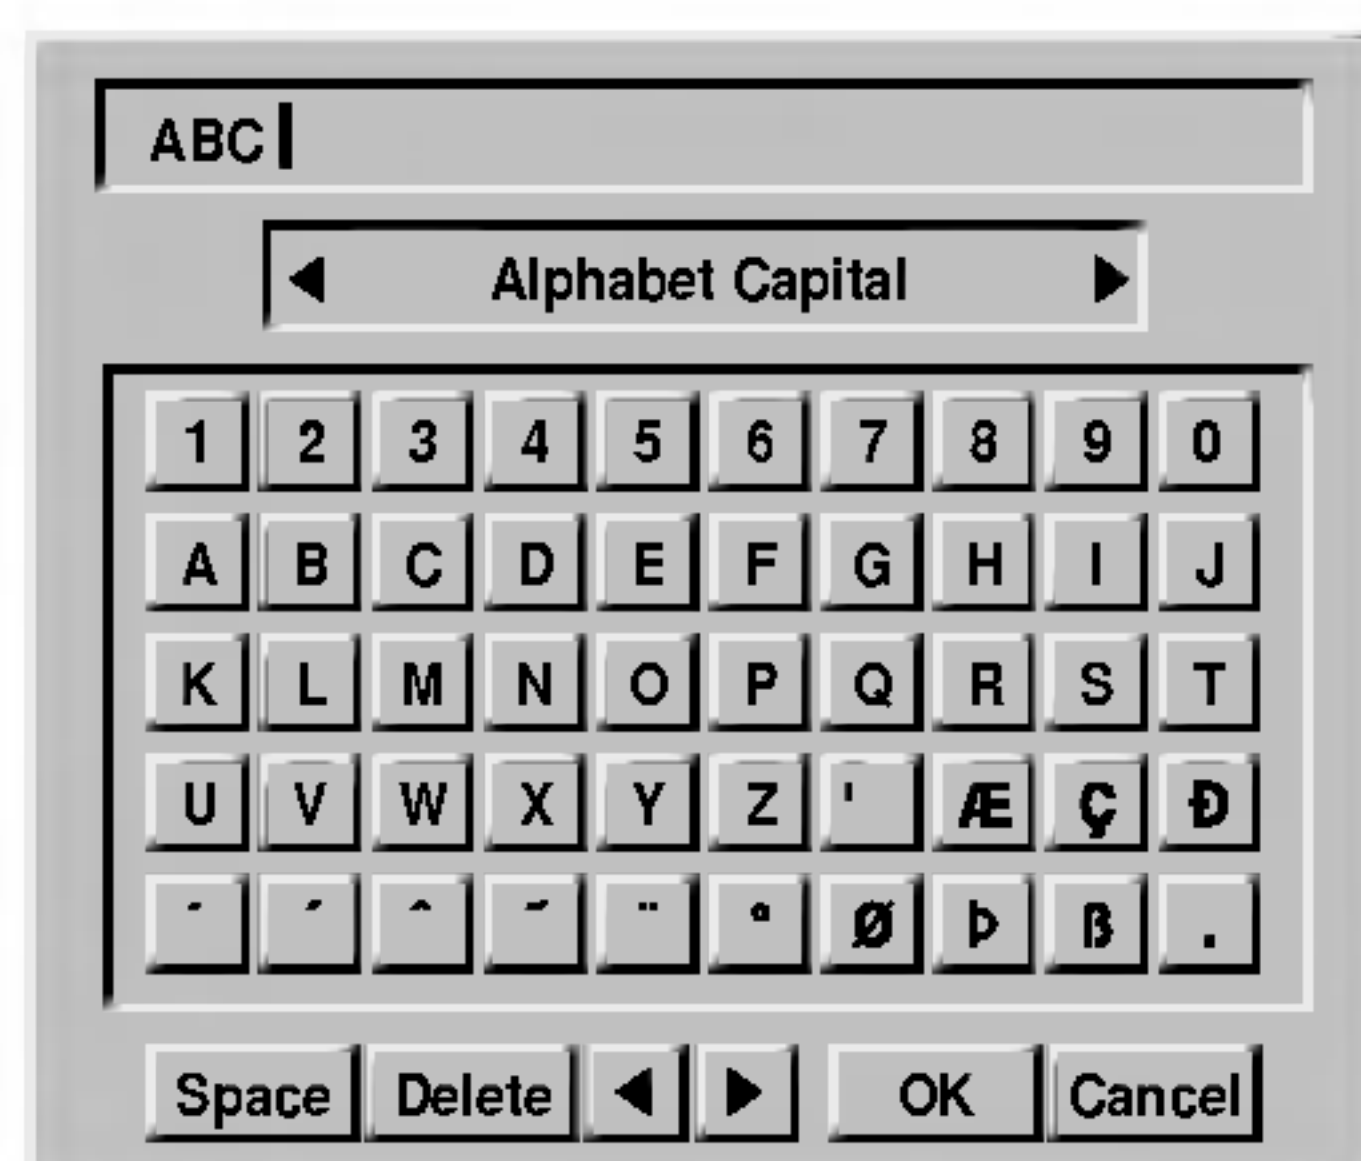 ABC
◀ Alphabet Capital ▶
1 2 3 4 5 6 7 8 9 0
A B C D E F G H I J
K L M N O P Q R S T
U V W X Y Z ' Æ Ç Ð
´ ˆ ¨ Ø Þ ß .
Space Delete ◀ ▶ OK Cancel